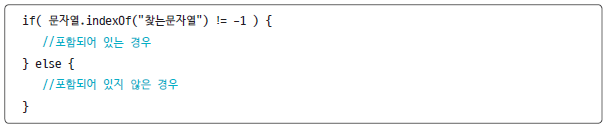 if( 문자열.indexOf("찾는문자열") != -1 ) {
//포함되어 있는 경우
} else {
//포함되어 있지 않은 경우
}